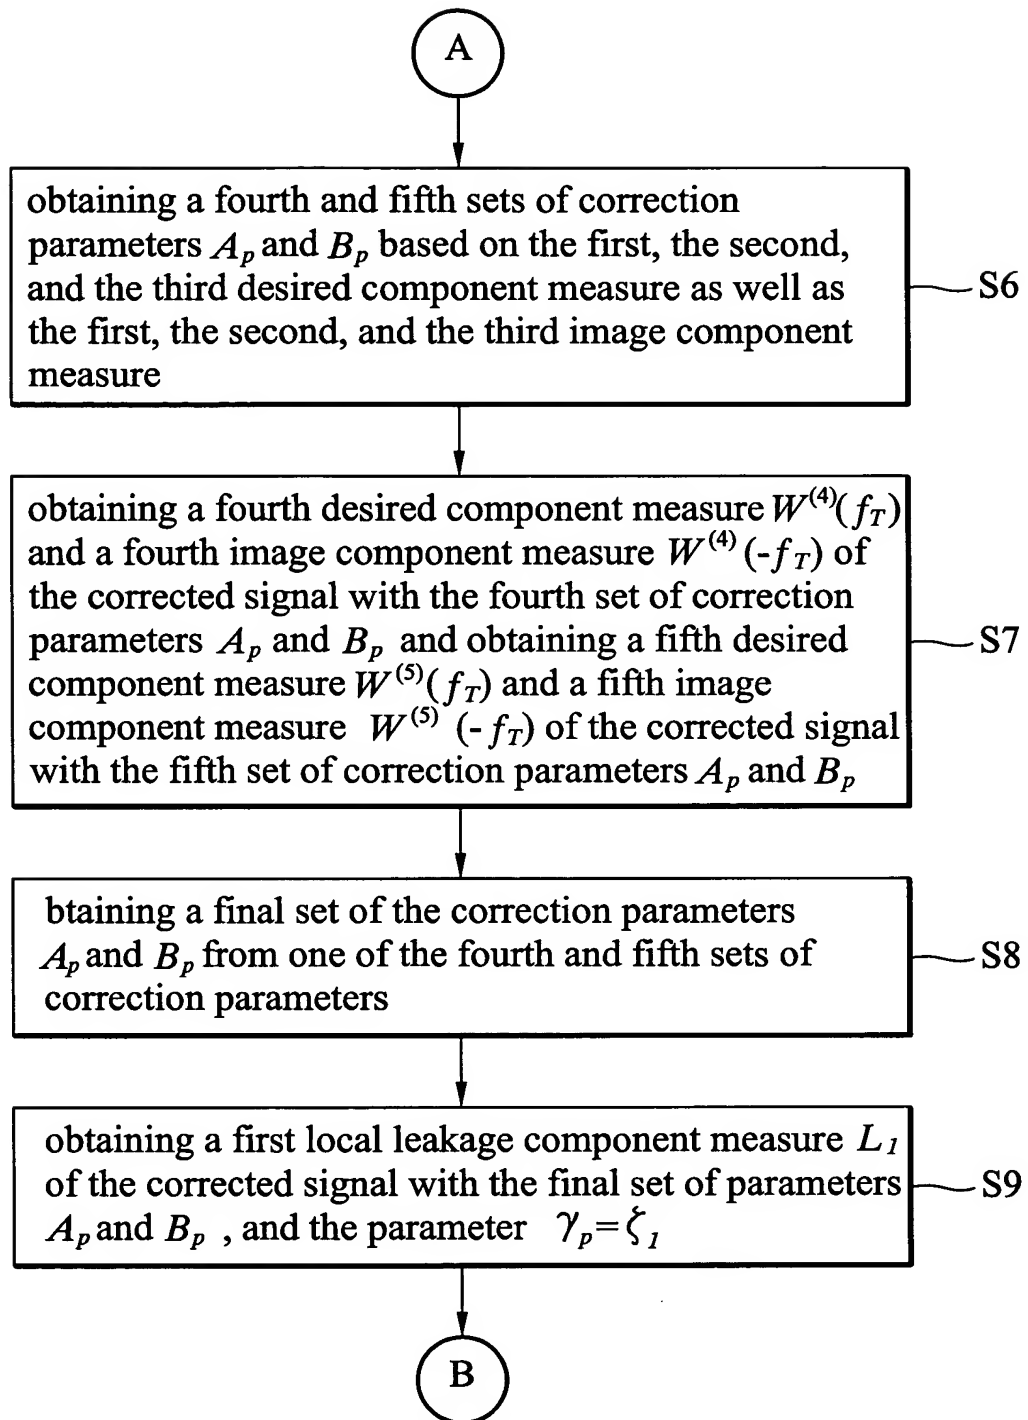 A
obtaining a fourth and fifth sets of correction
parameters A_p and B_p based on the first, the second,
and the third desired component measure as well as
the first, the second, and the third image component
measure
S6
obtaining a fourth desired component measure W^(4)(f_T)
and a fourth image component measure W^(4)(-f_T) of
the corrected signal with the fourth set of correction
parameters A_p and B_p and obtaining a fifth desired
component measure W^(5)(f_T) and a fifth image
component measure W^(5)(-f_T) of the corrected signal
with the fifth set of correction parameters A_p and B_p
S7
btaining a final set of the correction parameters
A_p and B_p from one of the fourth and fifth sets of
correction parameters
S8
obtaining a first local leakage component measure L_1
of the corrected signal with the final set of parameters
A_p and B_p , and the parameter γ_p=ζ_1
S9
B